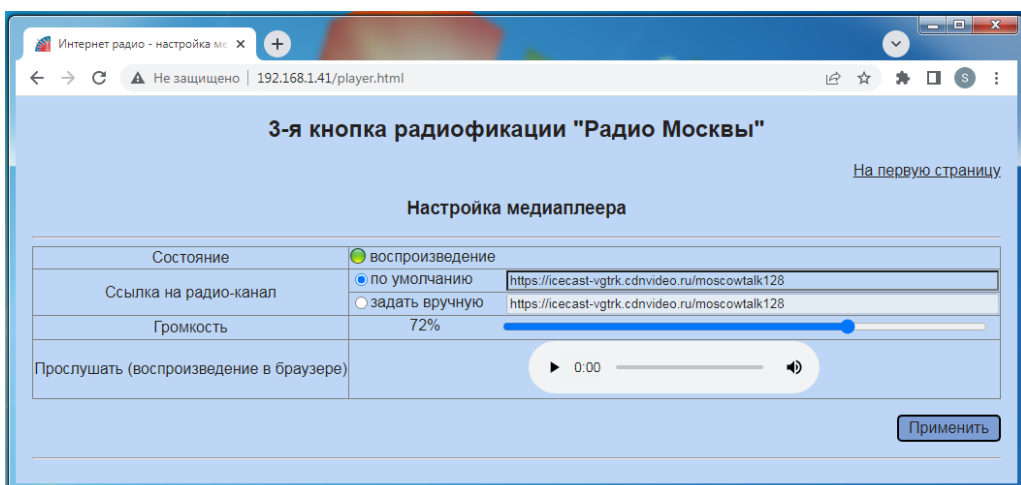 Интернет радио - настройка ме
Не защищено | 192.168.1.41/player.html
S
3-я кнопка радиофикации "Радио Москвы"
На первую страницу
Настройка медиаплеера
Состояние воспроизведение
Ссылка на радио-канал
по умолчанию https://icecast-vgtrk.cdnvideo.ru/moscowtalk128
задать вручную https://icecast-vgtrk.cdnvideo.ru/moscowtalk128
Громкость 72%
Прослушать (воспроизведение в браузере) 0:00
Применить